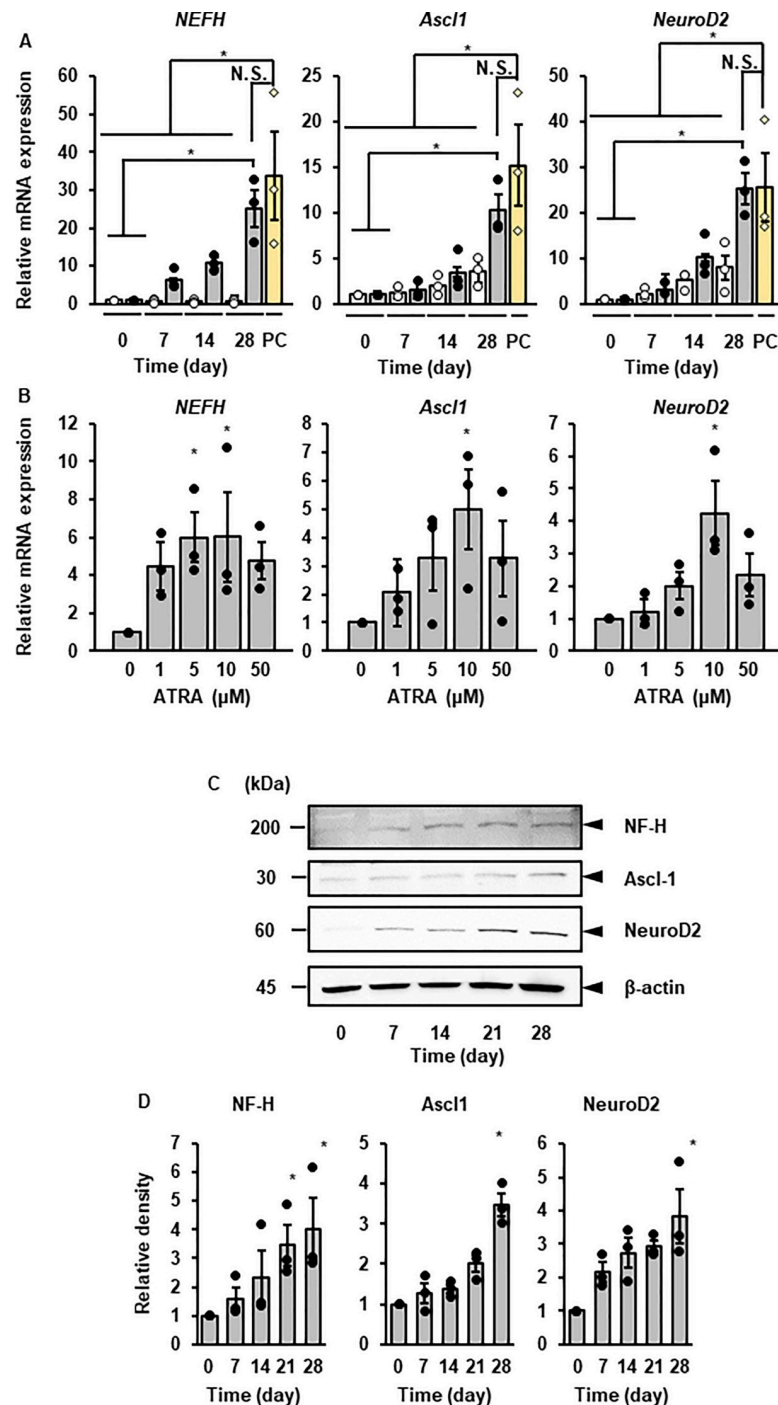 A
NEFH
Ascl1
NeuroD2
Relative mRNA expression
*
N.S.
*
60
50
40
30
20
10
0
0 7 14 28 PC
Time (day)
*
N.S.
*
25
20
15
10
5
0
0 7 14 28 PC
Time (day)
*
N.S.
*
50
40
30
20
10
0
0 7 14 28 PC
Time (day)
B
NEFH
Ascl1
NeuroD2
Relative mRNA expression
12
10
8
6
4
2
0
* *
0 1 5 10 50
ATRA (µM)
8
7
6
5
4
3
2
1
0
*
0 1 5 10 50
ATRA (µM)
7
6
5
4
3
2
1
0
*
0 1 5 10 50
ATRA (µM)
C (kDa)
200 NF-H
30 Ascl-1
60 NeuroD2
45 β-actin
0 7 14 21 28
Time (day)
D
NF-H
Ascl1
NeuroD2
Relative density
7
6
5
4
3
2
1
0
* *
0 7 14 21 28
Time (day)
5
4
3
2
1
0
*
0 7 14 21 28
Time (day)
6
5
4
3
2
1
0
*
0 7 14 21 28
Time (day)